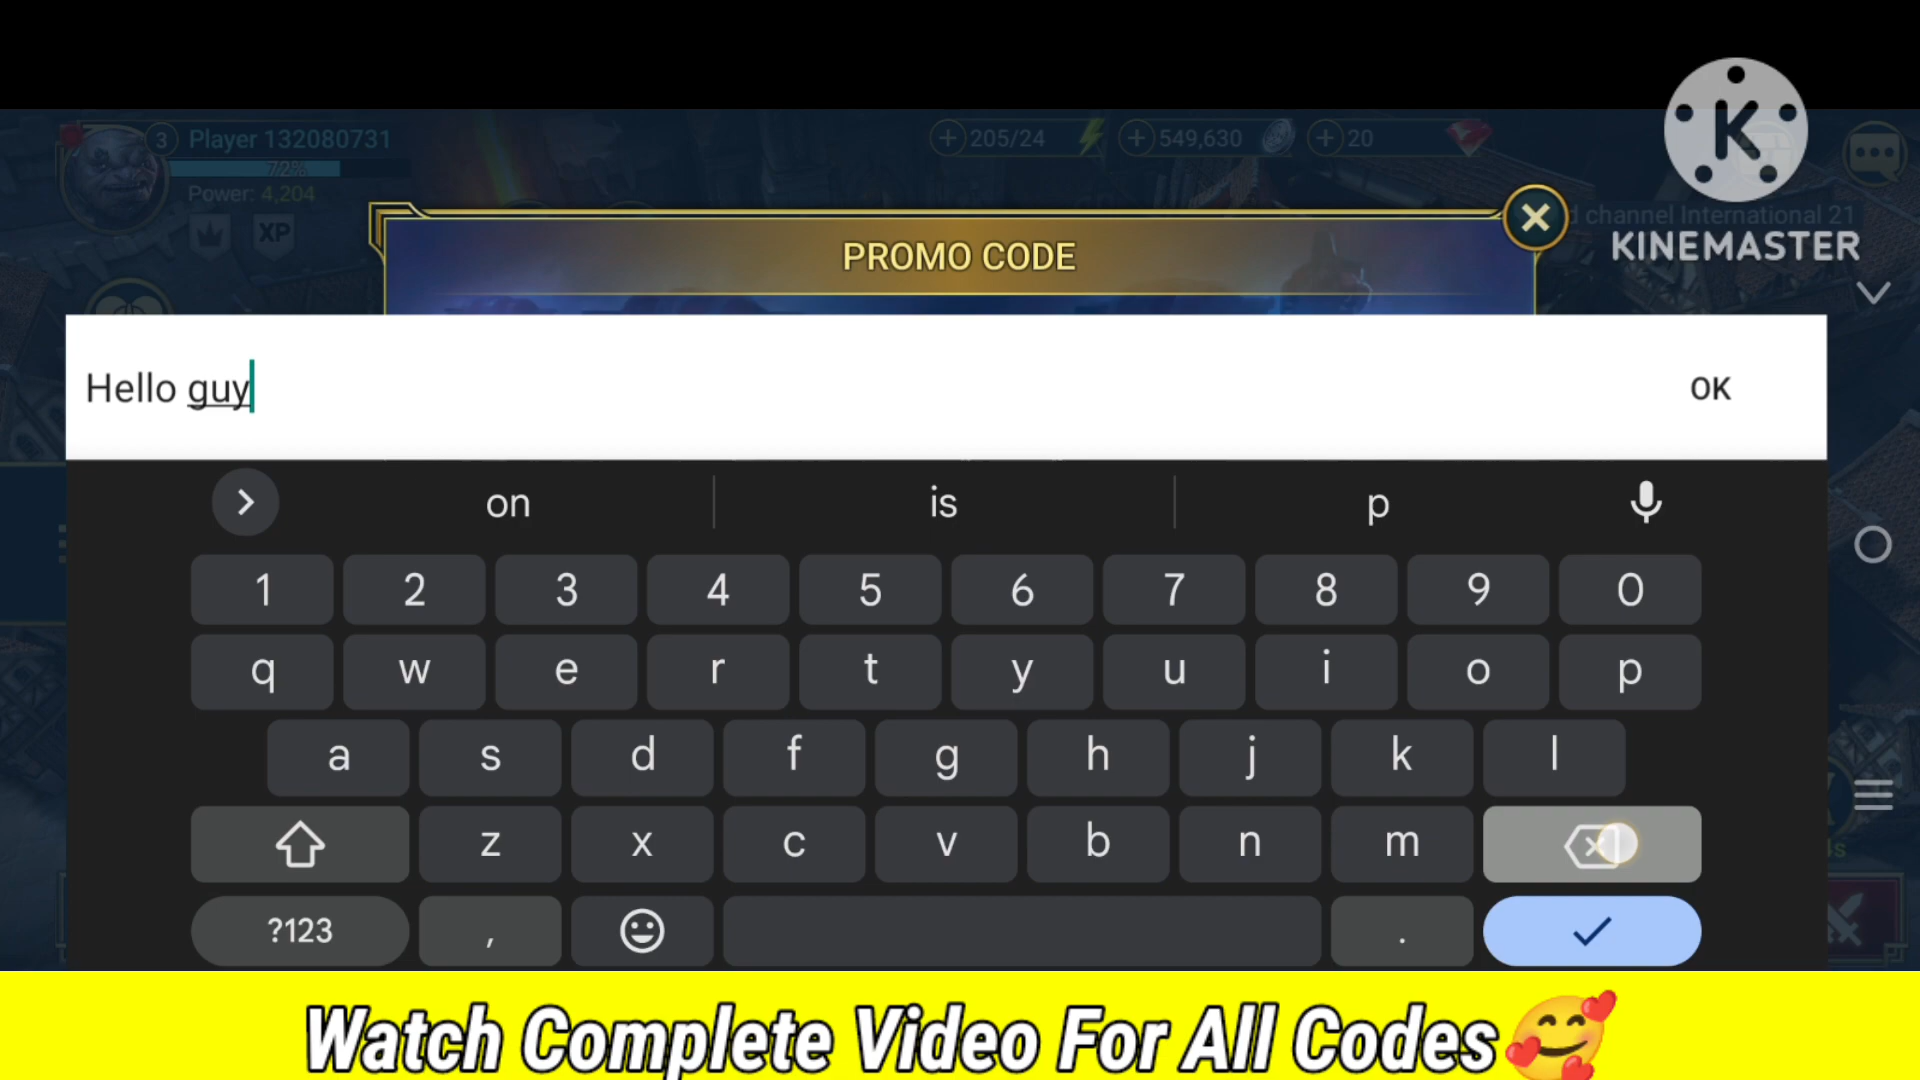 3 Player 132080731
72%
Power: 4,204
XP
205/24
549,630
20
K
KINEMASTER
channel International 21
PROMO CODE
Hello guy
OK
on is p
1 2 3 4 5 6 7 8 9 0
q w e r t y u i o p
a s d f g h j k l
z x c v b n m
?123 , .
Watch Complete Video For All Codes🥰